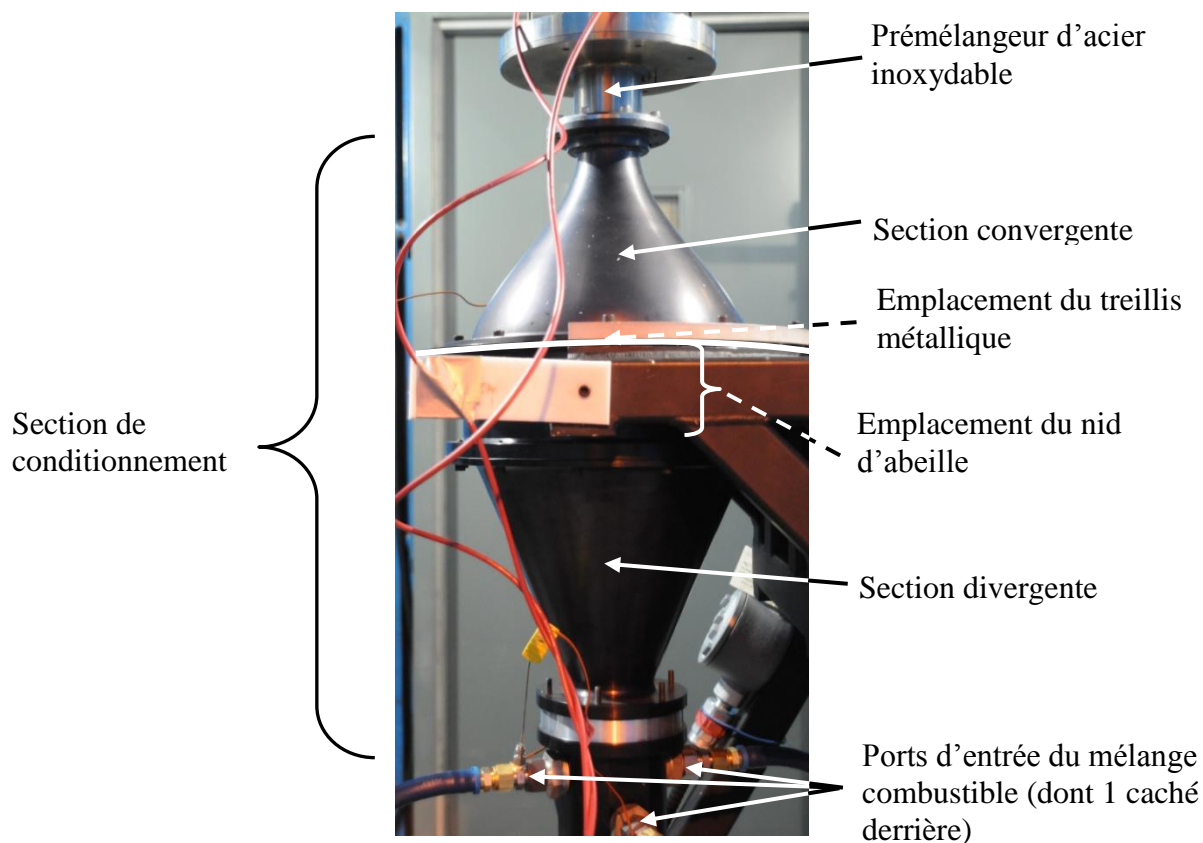 Prémélangeur d’acier
inoxydable
Section convergente
Emplacement du treillis
métallique
Section de
conditionnement
Emplacement du nid
d’abeille
Section divergente
Ports d’entrée du mélange
combustible (dont 1 caché
derrière)